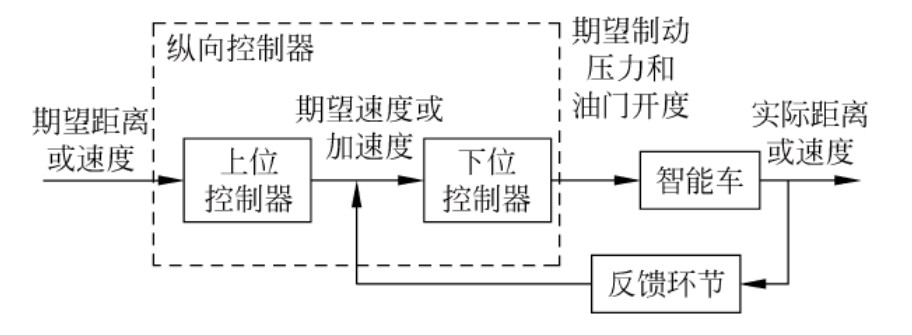 纵向控制器
期望制动
压力和
油门开度
期望距离
或速度
期望速度或
加速度
实际距离
或速度
上位
控制器
下位
控制器
智能车
反馈环节